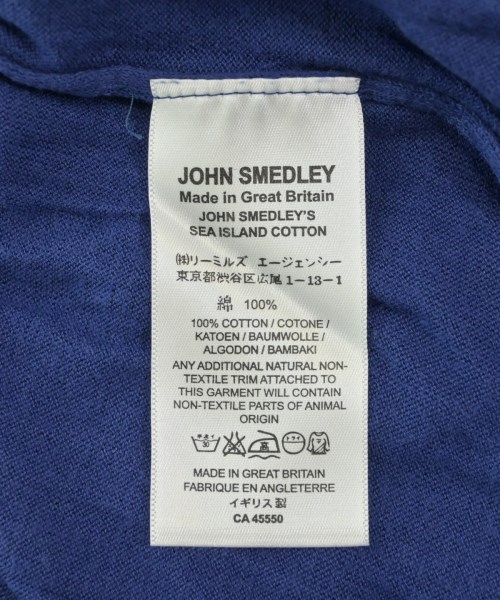 JOHN SMEDLEY
Made in Great Britain
JOHN SMEDLEY'S
SEA ISLAND COTTON
㈱リーミルズ エージェンシー
東京都渋谷区広尾1-13-1
綿 100%
100% COTTON / COTONE /
KATOEN / BAUMWOLLE /
ALGODON / BAMBAKI
ANY ADDITIONAL NATURAL NON-
TEXTILE TRIM ATTACHED TO
THIS GARMENT WILL CONTAIN
NON-TEXTILE PARTS OF ANIMAL
ORIGIN
30 ドライ
MADE IN GREAT BRITAIN
FABRIQUE EN ANGLETERRE
イギリス製
CA 45550